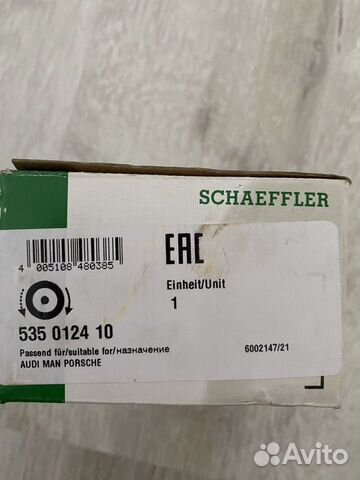 SCHAEFFLER
EAC
4 005108 480385
Einheit/Unit
1
535 0124 10
Passend für/suitable for/назначение
6002147/21
AUDI MAN PORSCHE
Avito